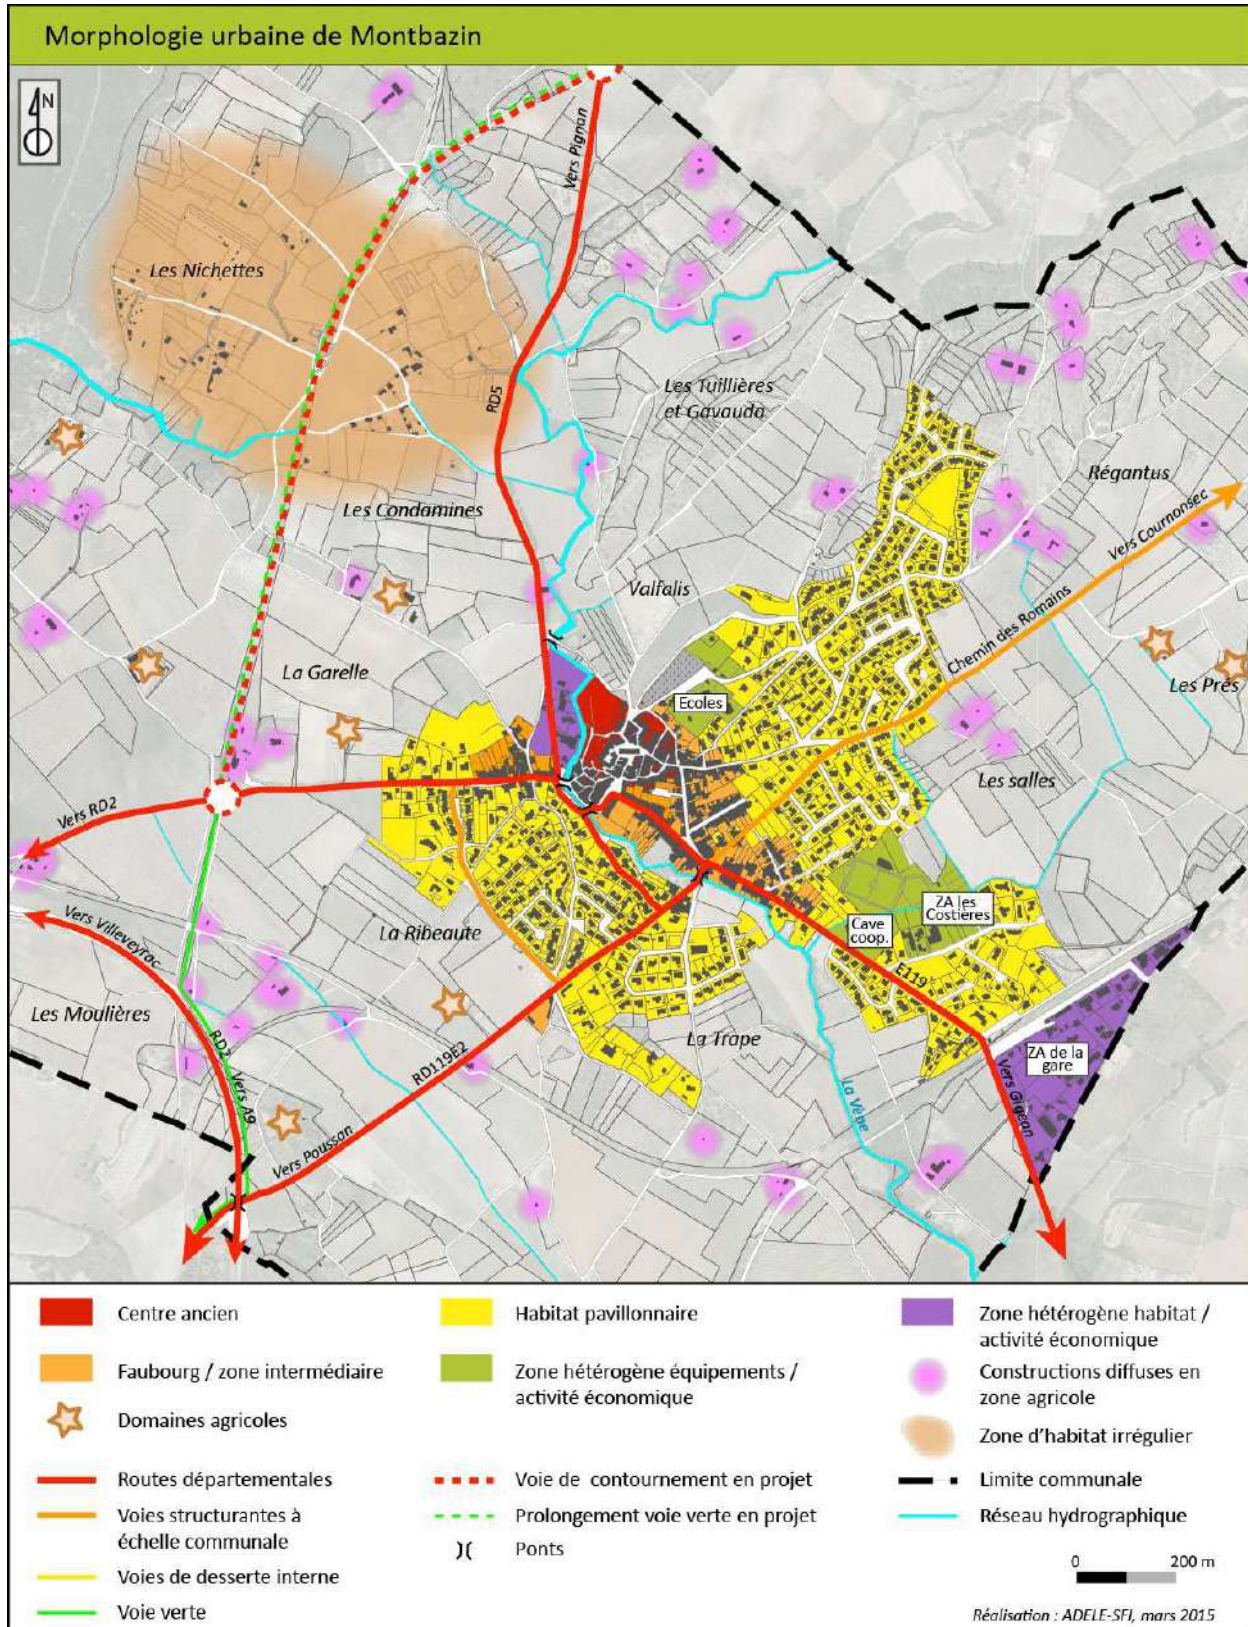 Morphologie urbaine de Montbazin
N
Vers Pignan
Les Nichettes
RD5
Les Tuillières
et Gavauda
Régantus
Vers Cournonsec
Les Condamines
Valfalis
Chemin des Romains
La Garelle
Ecoles
Les Prés
Les salles
Vers RD2
ZA les
Costières
Cave
coop.
Vers Villeveyrac
La Ribeaute
E119
Les Moulières
RD2
La Trape
ZA de la
gare
Vers A9
RD119E2
La Vène
Vers Gigean
Vers Poussan
Centre ancien
Habitat pavillonnaire
Zone hétérogène habitat /
activité économique
Faubourg / zone intermédiaire
Zone hétérogène équipements /
activité économique
Constructions diffuses en
zone agricole
Domaines agricoles
Zone d'habitat irrégulier
Routes départementales
Voie de contournement en projet
Limite communale
Voies structurantes à
échelle communale
Prolongement voie verte en projet
Réseau hydrographique
Ponts
Voies de desserte interne
0 200 m
Voie verte
Réalisation : ADELE-SFI, mars 2015